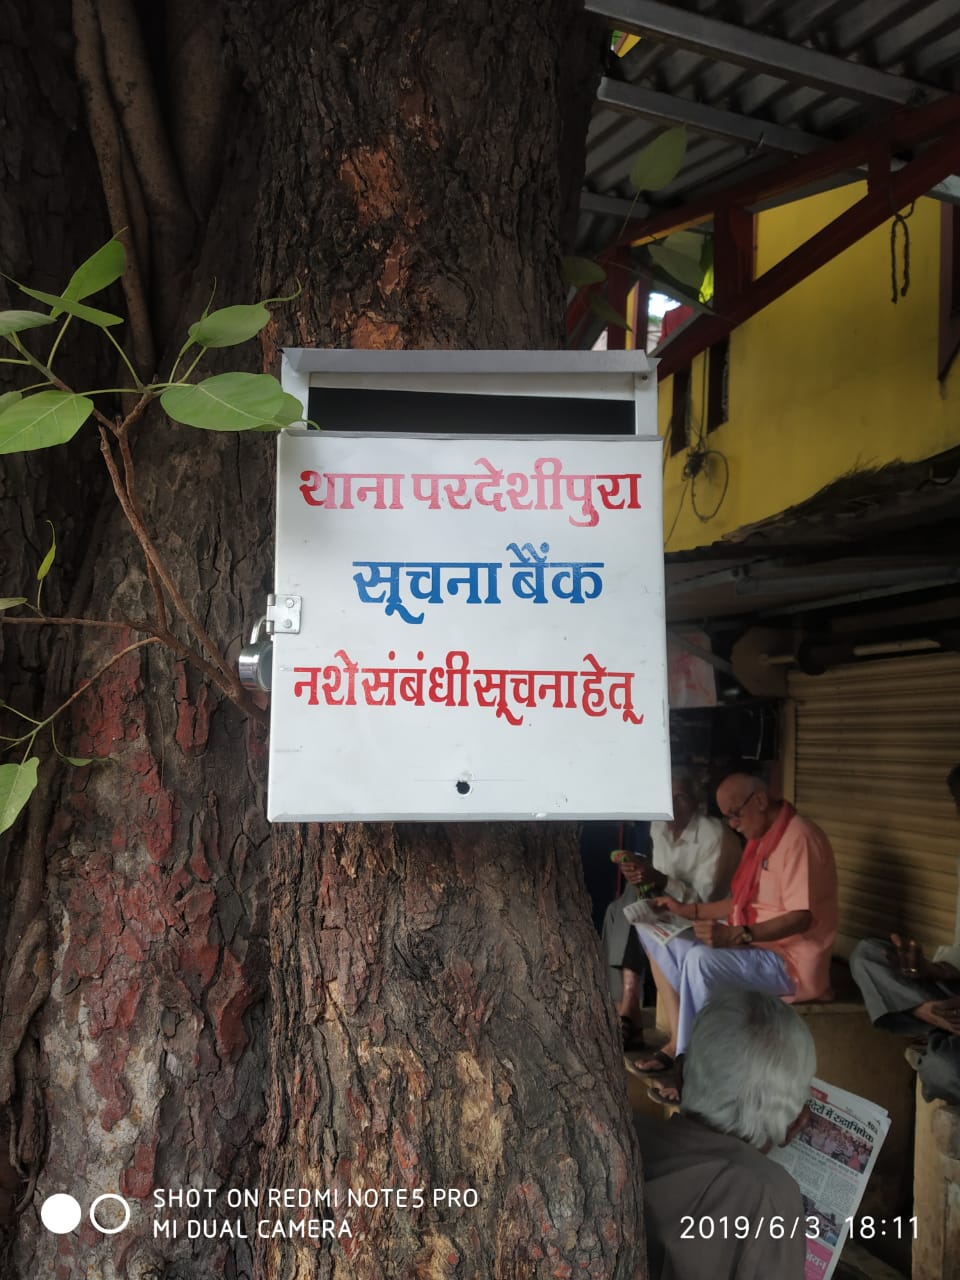 थाना परदेशीपुरा
सूचना बैंक
नशे संबंधी सूचना हेतू
SHOT ON REDMI NOTE5 PRO
MI DUAL CAMERA
2019/6/3 18:11
में रुद्राभिषेक